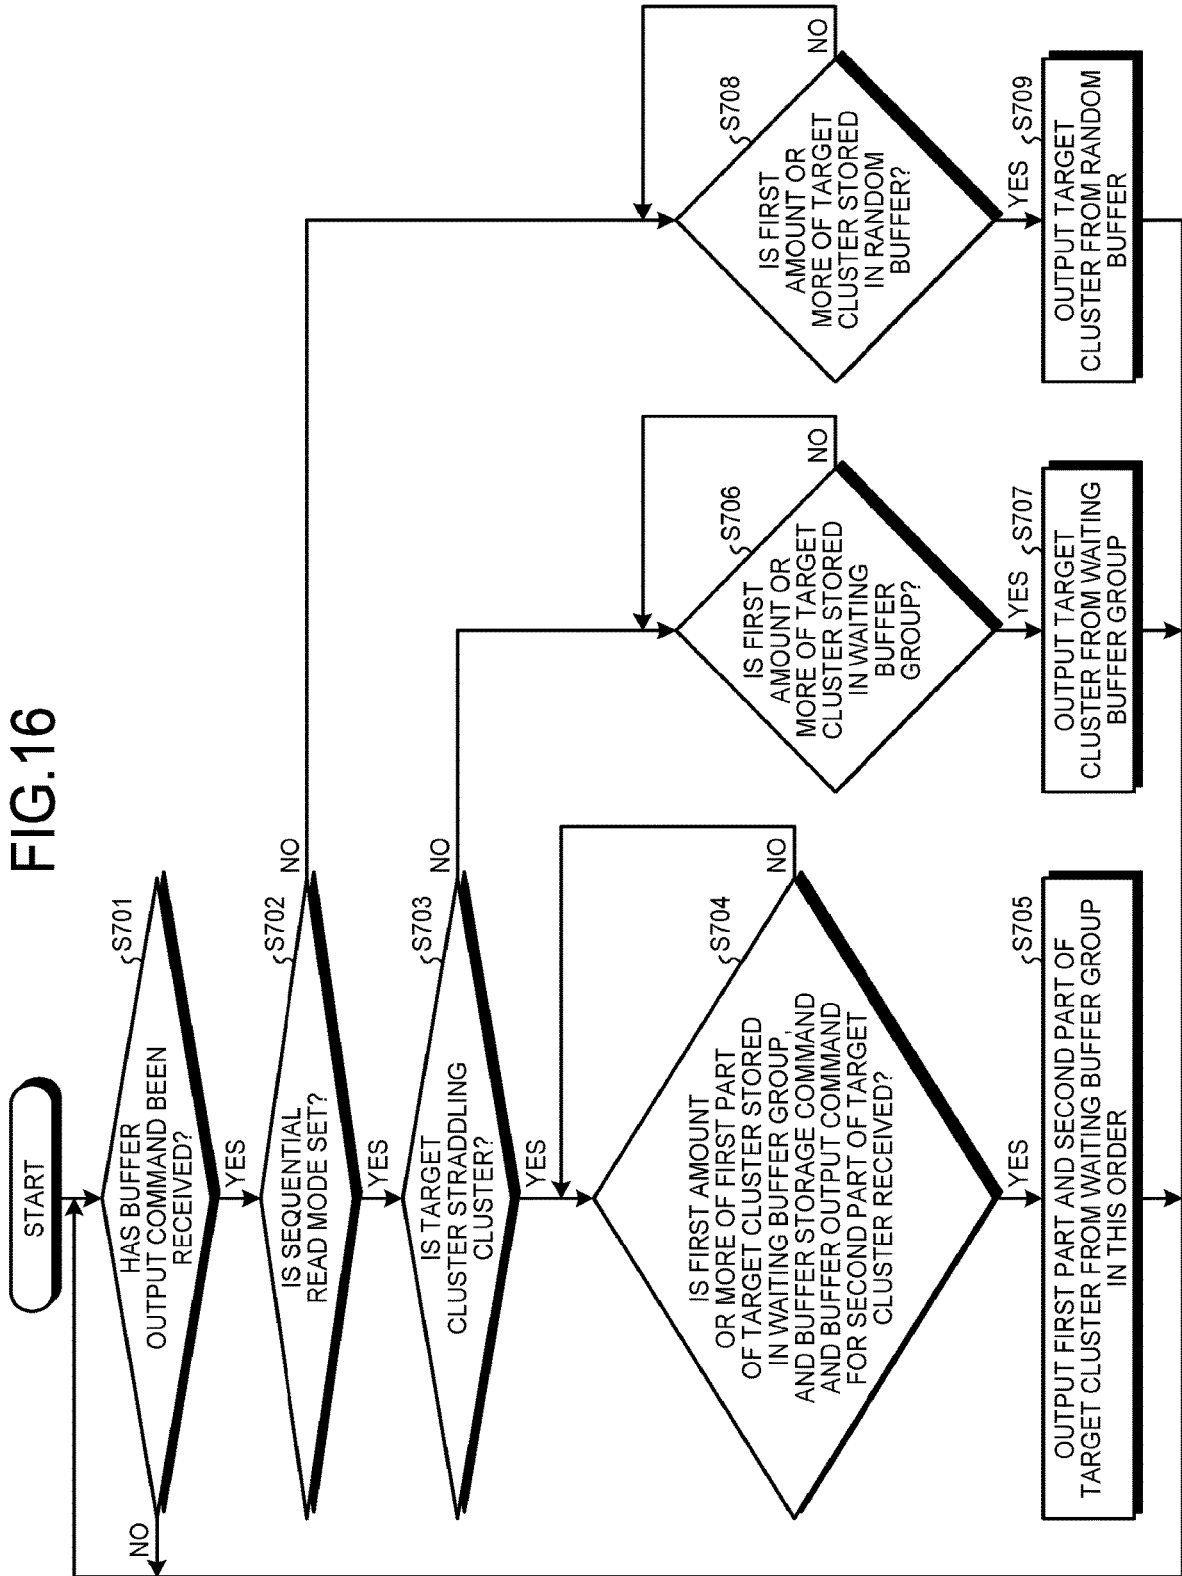 FIG.16
START
HAS BUFFER
OUTPUT COMMAND BEEN
RECEIVED?
S701
NO
YES
IS SEQUENTIAL
READ MODE SET?
S702
NO
YES
IS TARGET
CLUSTER STRADDLING
CLUSTER?
S703
NO
YES
IS FIRST AMOUNT
OR MORE OF FIRST PART
OF TARGET CLUSTER STORED
IN WAITING BUFFER GROUP,
AND BUFFER STORAGE COMMAND
AND BUFFER OUTPUT COMMAND
FOR SECOND PART OF TARGET
CLUSTER RECEIVED?
S704
NO
YES
OUTPUT FIRST PART AND SECOND PART OF
TARGET CLUSTER FROM WAITING BUFFER GROUP
IN THIS ORDER
S705
IS FIRST
AMOUNT OR
MORE OF TARGET
CLUSTER STORED
IN WAITING
BUFFER
GROUP?
S706
NO
YES
OUTPUT TARGET
CLUSTER FROM WAITING
BUFFER GROUP
S707
IS FIRST
AMOUNT OR
MORE OF TARGET
CLUSTER STORED
IN RANDOM
BUFFER?
S708
NO
YES
OUTPUT TARGET
CLUSTER FROM RANDOM
BUFFER
S709